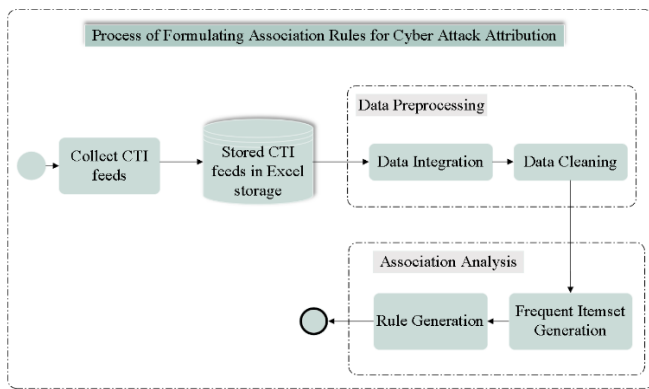 Process of Formulating Association Rules for Cyber Attack Attribution
Data Preprocessing
Collect CTI
feeds
Stored CTI
feeds in Excel
storage
Data Integration
Data Cleaning
Association Analysis
Rule Generation
Frequent Itemset
Generation